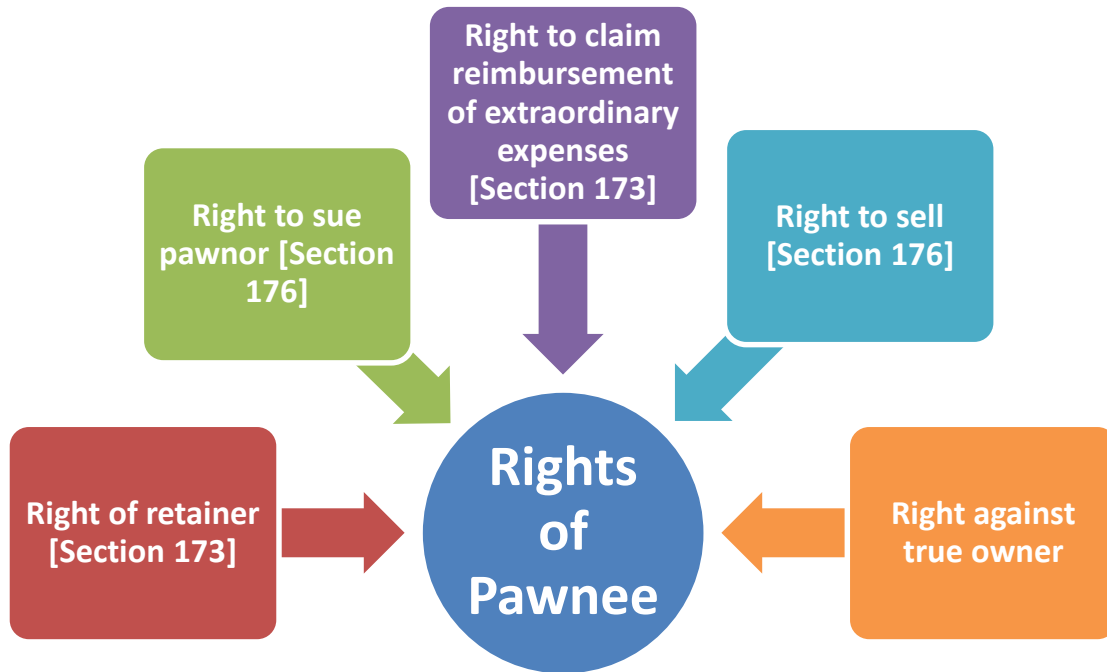 Right to claim
reimbursement
of extraordinary
expenses
[Section 173]
Right to sue
pawnor [Section
176]
Right to sell
[Section 176]
Right of retainer
[Section 173]
Rights
of
Pawnee
Right against
true owner